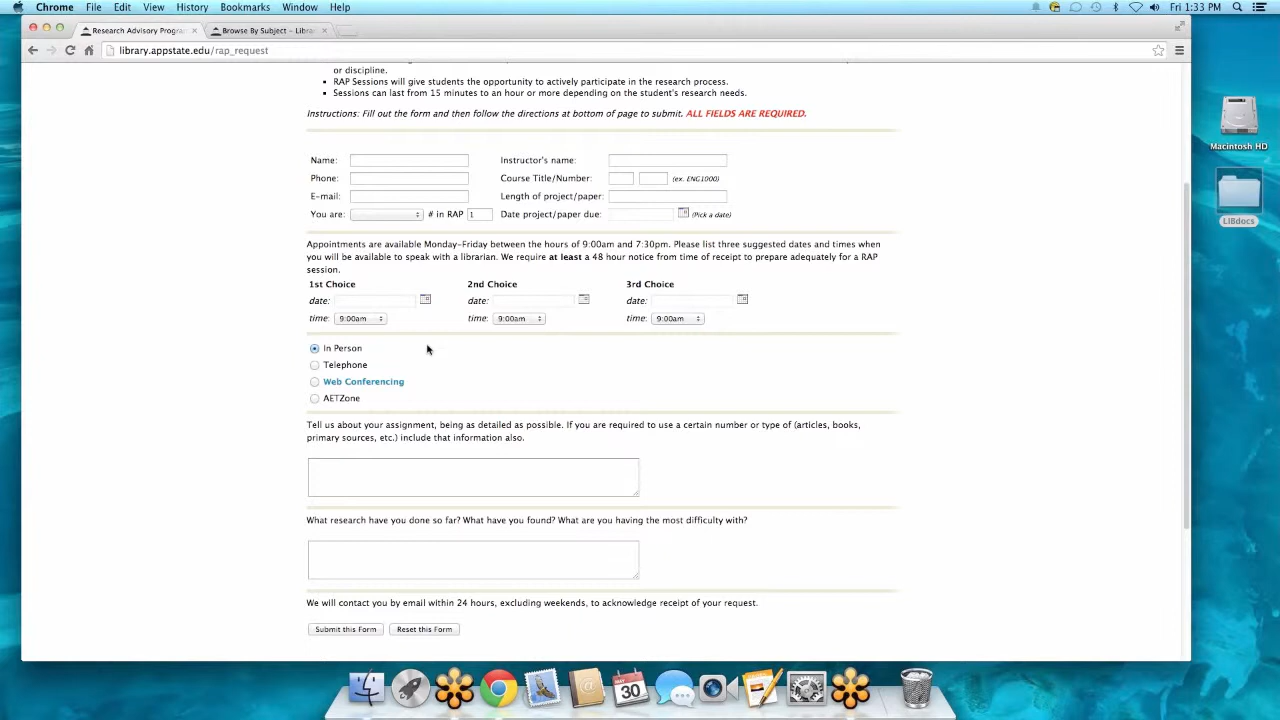 Chrome File Edit View History Bookmarks Window Help Fri 1:33 PM
Research Advisory Progra Browse By Subject – Libra
library.appstate.edu/rap_request
or discipline.
RAP Sessions will give students the opportunity to actively participate in the research process.
Sessions can last from 15 minutes to an hour or more depending on the student's research needs.
Instructions: Fill out the form and then follow the directions at bottom of page to submit. ALL FIELDS ARE REQUIRED.
Name: Instructor's name:
Phone: Course Title/Number: (ex. ENG1000)
E-mail: Length of project/paper:
You are: # in RAP 1 Date project/paper due: (Pick a date)
Appointments are available Monday–Friday between the hours of 9:00am and 7:30pm. Please list three suggested dates and times when
you will be available to speak with a librarian. We require at least a 48 hour notice from time of receipt to prepare adequately for a RAP
session.
1st Choice 2nd Choice 3rd Choice
date: date: date:
time: 9:00am time: 9:00am time: 9:00am
In Person
Telephone
Web Conferencing
AETZone
Tell us about your assignment, being as detailed as possible. If you are required to use a certain number or type of (articles, books,
primary sources, etc.) include that information also.
What research have you done so far? What have you found? What are you having the most difficulty with?
We will contact you by email within 24 hours, excluding weekends, to acknowledge receipt of your request.
Submit this Form Reset this Form
Macintosh HD
LIBdocs
MAY
30